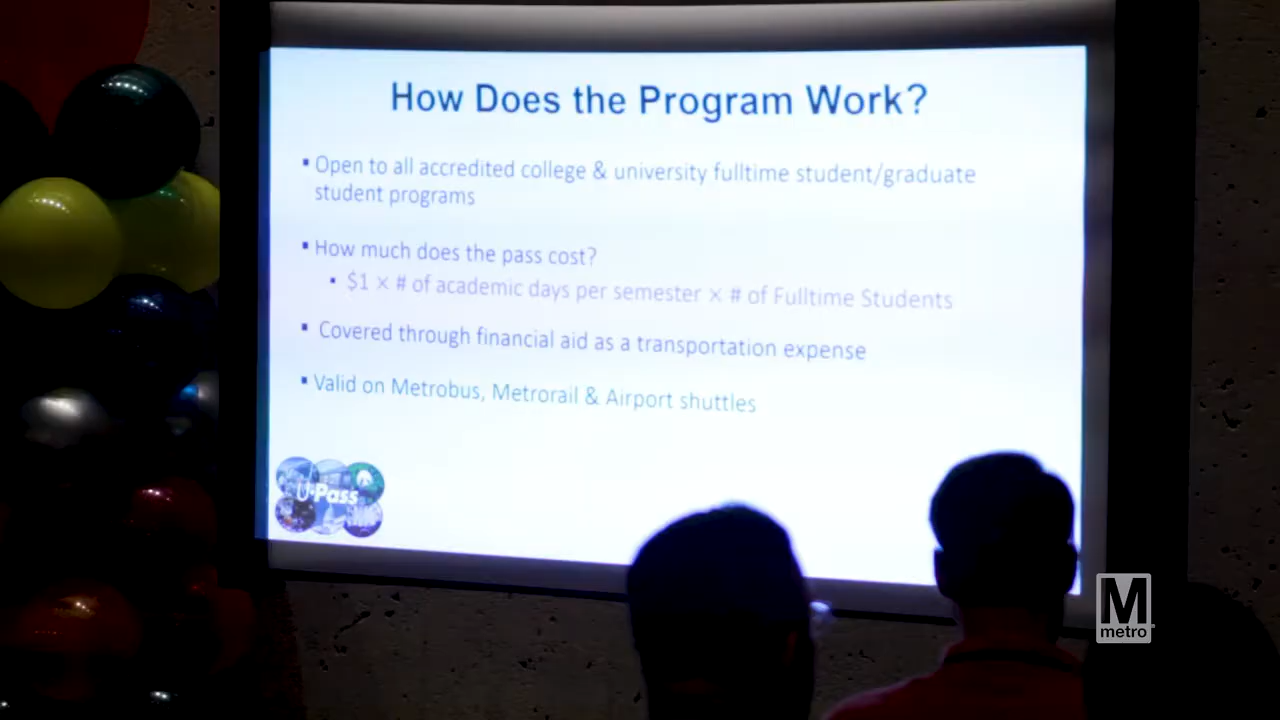 How Does the Program Work?
▪ Open to all accredited college & university fulltime student/graduate
student programs
▪ How much does the pass cost?
▪ $1 × # of academic days per semester × # of Fulltime Students
▪ Covered through financial aid as a transportation expense
▪ Valid on Metrobus, Metrorail & Airport shuttles
U·Pass
M
metro